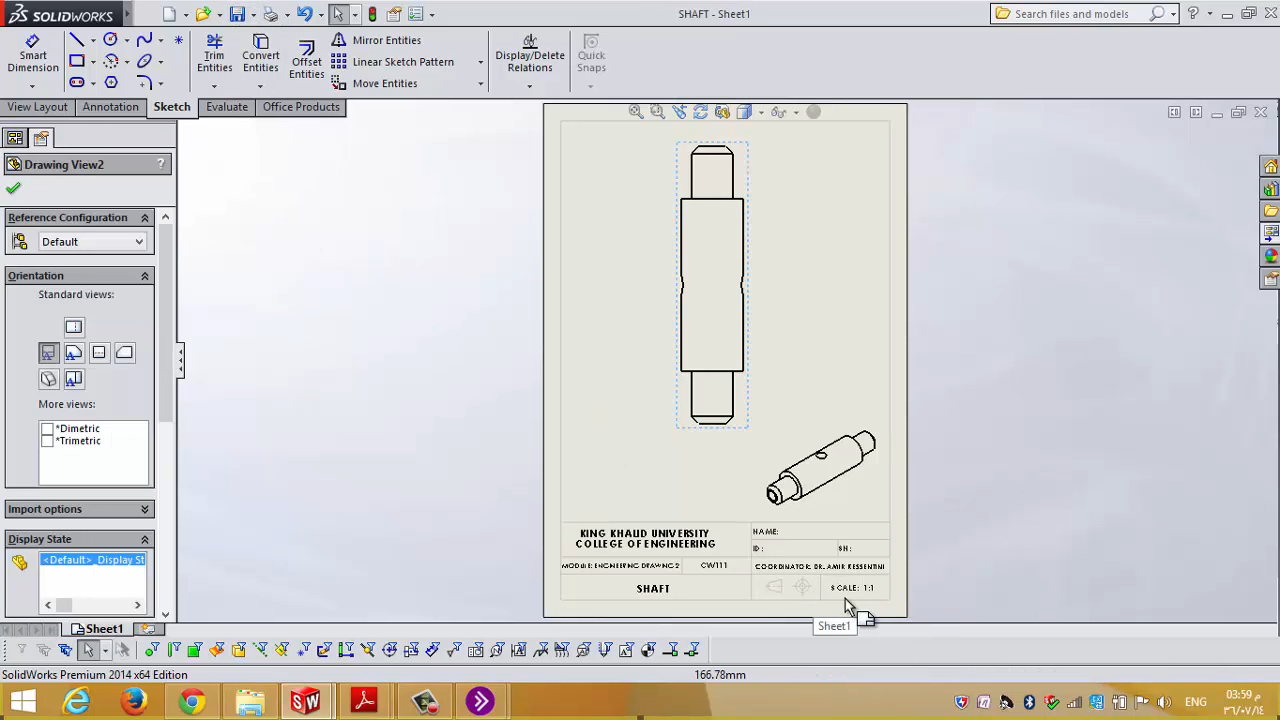 SOLIDWORKS
SHAFT - Sheet1
Search files and models
Smart Dimension
Trim Entities
Convert Entities
Offset Entities
Mirror Entities
Linear Sketch Pattern
Move Entities
Display/Delete Relations
Quick Snaps
View Layout
Annotation
Sketch
Evaluate
Office Products
Drawing View2
?
Reference Configuration
Default
Orientation
Standard views:
More views:
*Dimetric
*Trimetric
Import options
Display State
<Default>_Display St
KING KHALID UNIVERSITY
COLLEGE OF ENGINEERING
NAME:
ID:
SH:
MODULE: ENGINEERING DRAWING 2
CW111
COORDINATOR: DR. AMIR RESSENTINI
SHAFT
SCALE: 1:1
Sheet1
Sheet1
SolidWorks Premium 2014 x64 Edition
166.78mm
ENG
03:59 م
٣٦/٠٧/١٤